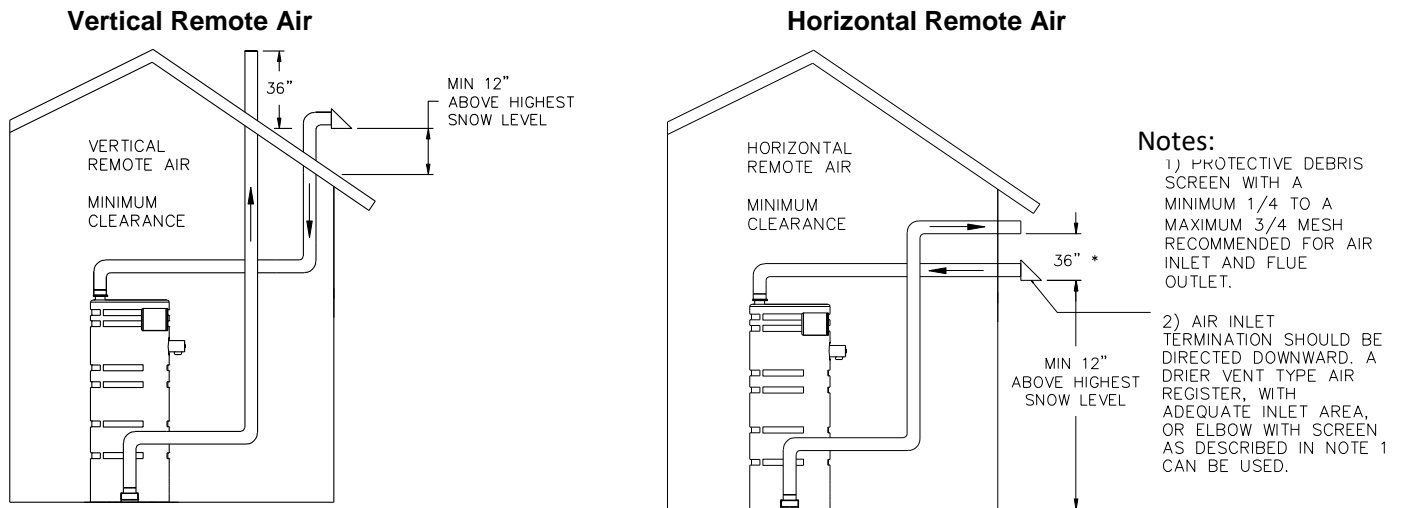 Vertical Remote Air
36”
MIN 12"
ABOVE HIGHEST
SNOW LEVEL
VERTICAL
REMOTE AIR
MINIMUM
CLEARANCE
Horizontal Remote Air
HORIZONTAL
REMOTE AIR
MINIMUM
CLEARANCE
36” *
MIN 12"
ABOVE HIGHEST
SNOW LEVEL
Notes:
1) PROTECTIVE DEBRIS
SCREEN WITH A
MINIMUM 1/4 TO A
MAXIMUM 3/4 MESH
RECOMMENDED FOR AIR
INLET AND FLUE
OUTLET.
2) AIR INLET
TERMINATION SHOULD BE
DIRECTED DOWNWARD. A
DRIER VENT TYPE AIR
REGISTER, WITH
ADEQUATE INLET AREA,
OR ELBOW WITH SCREEN
AS DESCRIBED IN NOTE 1
CAN BE USED.